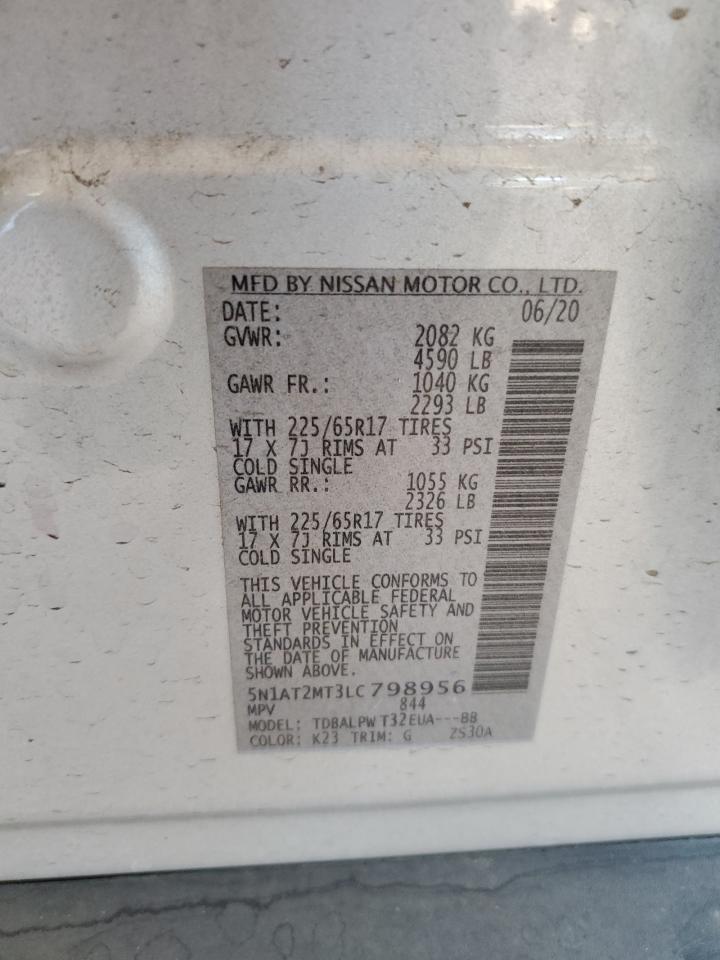 MFD BY NISSAN MOTOR CO., LTD.
DATE: 06/20
GVWR: 2082 KG
4590 LB
GAWR FR.: 1040 KG
2293 LB
WITH 225/65R17 TIRES
17 X 7J RIMS AT 33 PSI
COLD SINGLE
GAWR RR.: 1055 KG
2326 LB
WITH 225/65R17 TIRES
17 X 7J RIMS AT 33 PSI
COLD SINGLE
THIS VEHICLE CONFORMS TO
ALL APPLICABLE FEDERAL
MOTOR VEHICLE SAFETY AND
THEFT PREVENTION
STANDARDS IN EFFECT ON
THE DATE OF MANUFACTURE
SHOWN ABOVE.
5N1AT2MT3LC798956
MPV 844
MODEL: TDBALPW T32EUA---BB
COLOR: K23 TRIM: G ZS30A